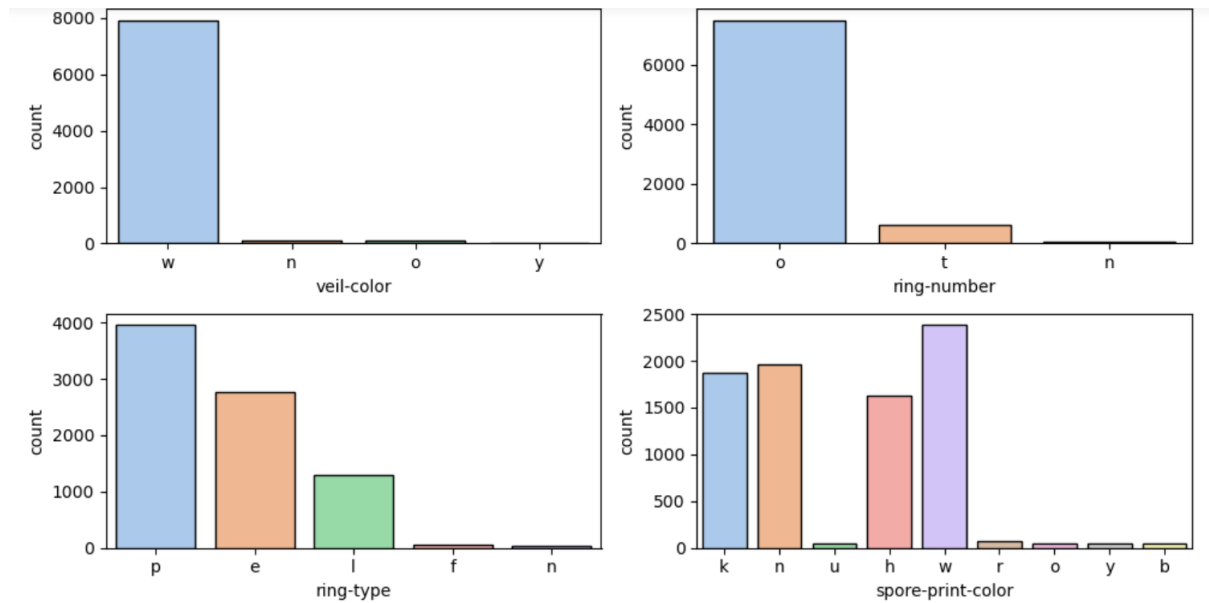 8000
6000
4000
2000
0
count
w n o y
veil-color
6000
4000
2000
0
count
o t n
ring-number
4000
3000
2000
1000
0
count
p e l f n
ring-type
2500
2000
1500
1000
500
0
count
k n u h w r o y b
spore-print-color